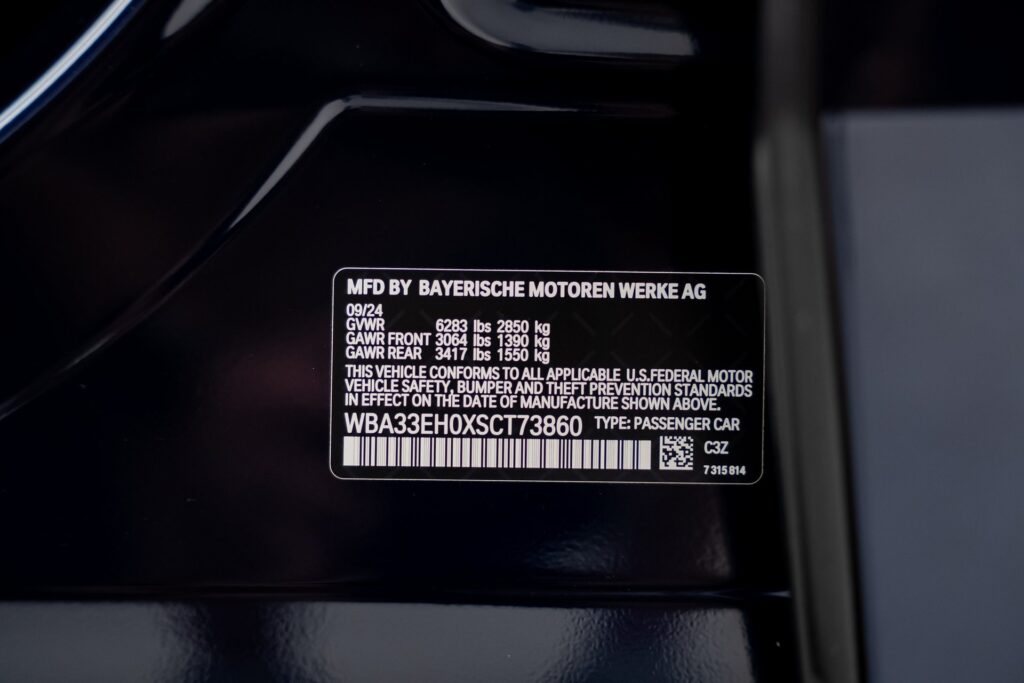 MFD BY BAYERISCHE MOTOREN WERKE AG
09/24
GVWR 6283 lbs 2850 kg
GAWR FRONT 3064 lbs 1390 kg
GAWR REAR 3417 lbs 1550 kg
THIS VEHICLE CONFORMS TO ALL APPLICABLE U.S.FEDERAL MOTOR
VEHICLE SAFETY, BUMPER AND THEFT PREVENTION STANDARDS
IN EFFECT ON THE DATE OF MANUFACTURE SHOWN ABOVE.
WBA33EH0XSCT73860 TYPE: PASSENGER CAR
C3Z
7 315 814